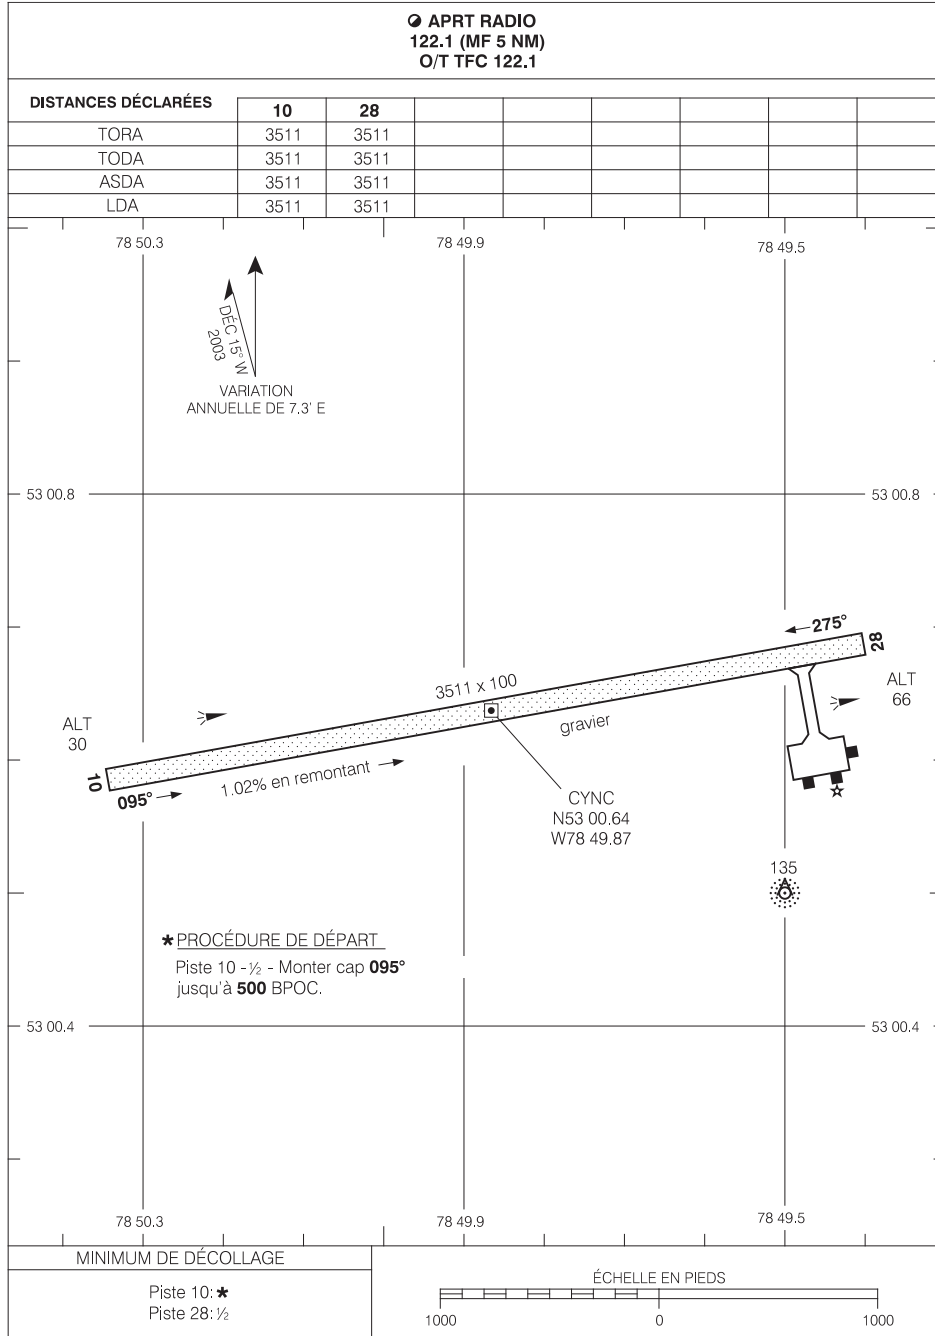 APRT RADIO
122.1 (MF 5 NM)
O/T TFC 122.1
DISTANCES DÉCLARÉES 10 28
TORA 3511 3511
TODA 3511 3511
ASDA 3511 3511
LDA 3511 3511
78 50.3 78 49.9 78 49.5
DÉC 15° W
2003
VARIATION
ANNUELLE DE 7.3' E
53 00.8 53 00.8
275°
28
3511 x 100
ALT
66
gravier
ALT
30
10
095°
1.02% en remontant
CYNC
N53 00.64
W78 49.87
135
* PROCÉDURE DE DÉPART
Piste 10 - ½ - Monter cap 095°
jusqu'à 500 BPOC.
53 00.4 53 00.4
78 50.3 78 49.9 78 49.5
MINIMUM DE DÉCOLLAGE
Piste 10: *
Piste 28: ½
ÉCHELLE EN PIEDS
1000 0 1000